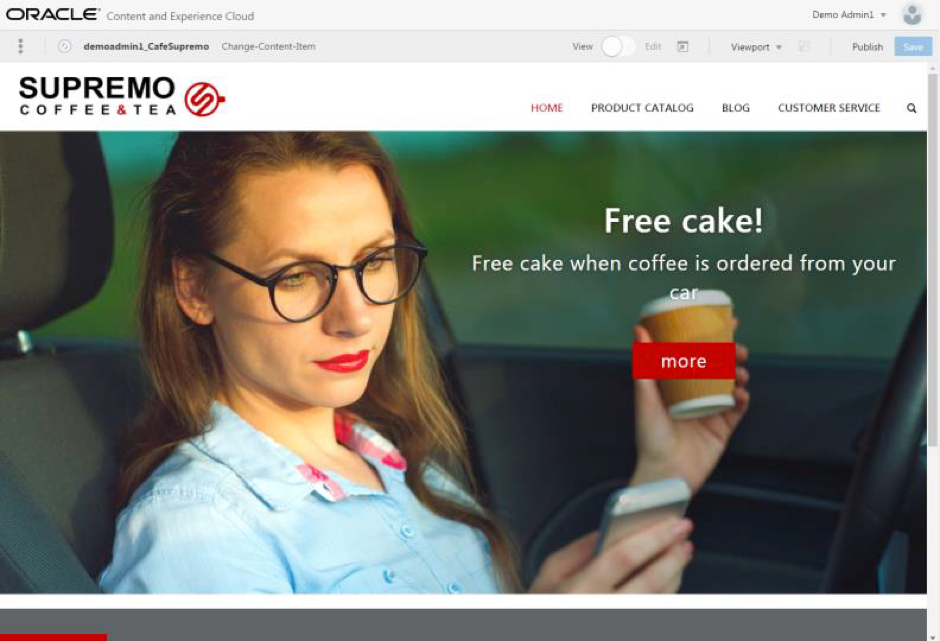 ORACLE® Content and Experience Cloud
Demo Admin1
demoadmin1_CafeSupremo Change-Content-Item
View Edit Viewport Publish Save
SUPREMO
COFFEE&TEA
HOME PRODUCT CATALOG BLOG CUSTOMER SERVICE
Free cake!
Free cake when coffee is ordered from your
car
more